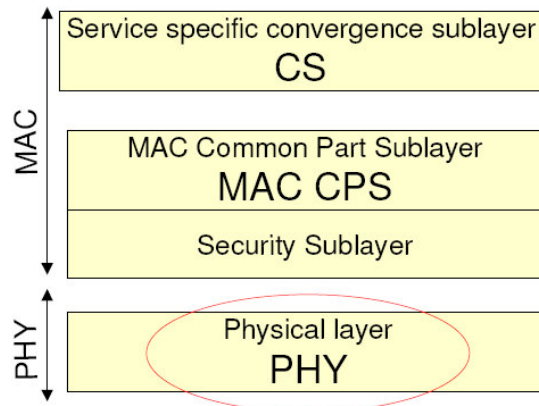 Service specific convergence sublayer
CS
MAC
MAC Common Part Sublayer
MAC CPS
Security Sublayer
PHY
Physical layer
PHY